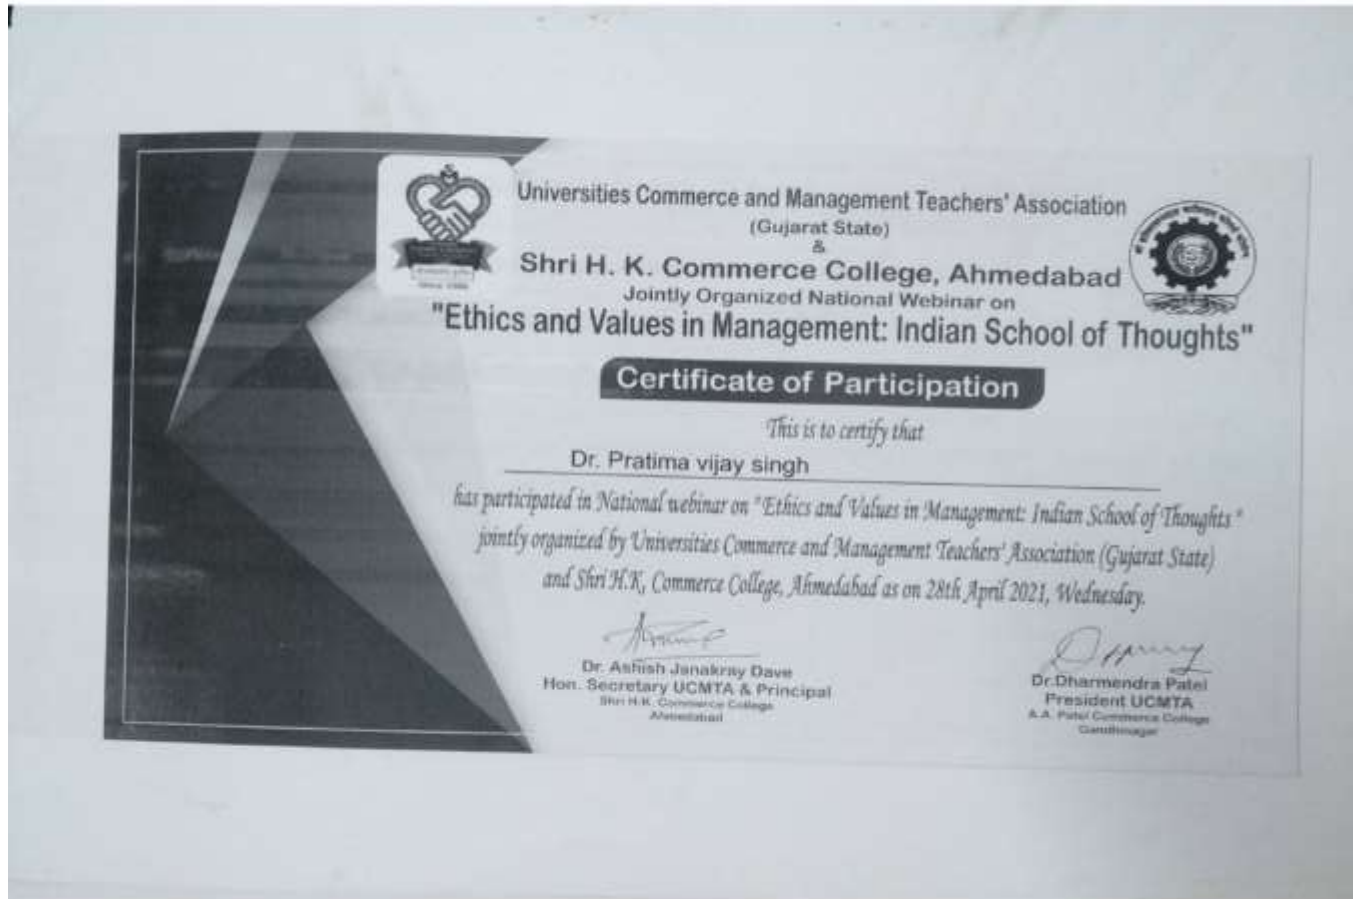 Universities Commerce and Management Teachers' Association
(Gujarat State)
&
Shri H. K. Commerce College, Ahmedabad
Jointly Organized National Webinar on
"Ethics and Values in Management: Indian School of Thoughts"
Certificate of Participation
This is to certify that
Dr. Pratima vijay singh
has participated in National webinar on "Ethics and Values in Management: Indian School of Thoughts "
jointly organized by Universities Commerce and Management Teachers' Association (Gujarat State)
and Shri H.K, Commerce College, Ahmedabad as on 28th April 2021, Wednesday.
Dr. Ashish Janakray Dave
Hon. Secretary UCMTA & Principal
Shri H.K. Commerce College
Ahmedabad
Dr.Dharmendra Patel
President UCMTA
A.A. Patel Commerce College
Gandhinagar